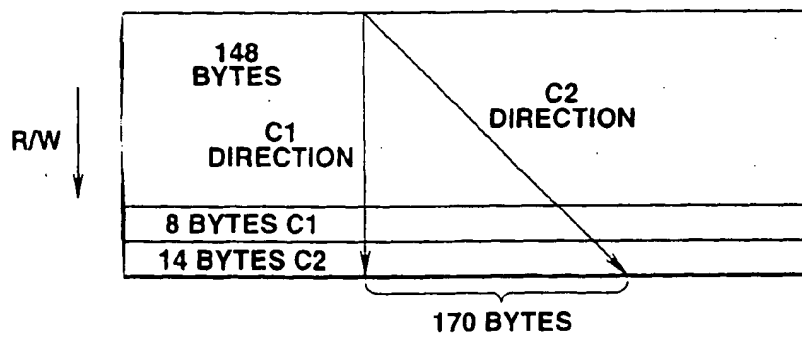 148
BYTES
C2
DIRECTION
R/W
C1
DIRECTION
8 BYTES C1
14 BYTES C2
170 BYTES